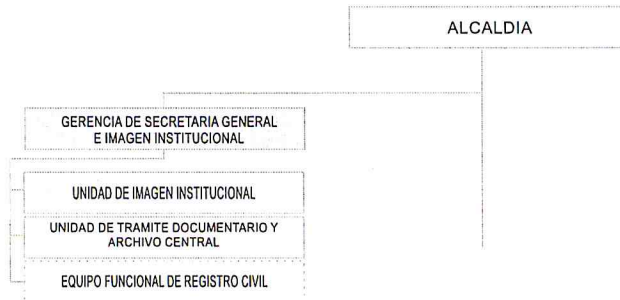 ALCALDIA
GERENCIA DE SECRETARIA GENERAL
E IMAGEN INSTITUCIONAL
UNIDAD DE IMAGEN INSTITUCIONAL
UNIDAD DE TRAMITE DOCUMENTARIO Y
ARCHIVO CENTRAL
EQUIPO FUNCIONAL DE REGISTRO CIVIL